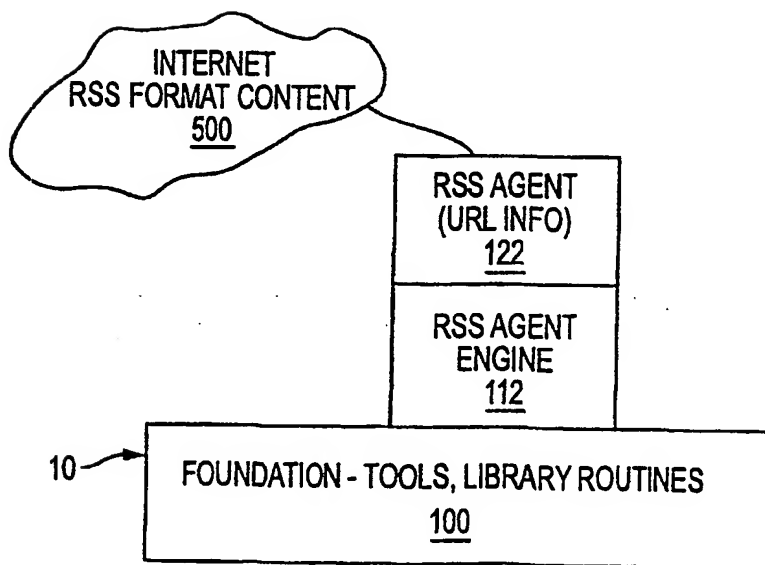 INTERNET
RSS FORMAT CONTENT
500
RSS AGENT
(URL INFO)
122
RSS AGENT
ENGINE
112
10
FOUNDATION - TOOLS, LIBRARY ROUTINES
100